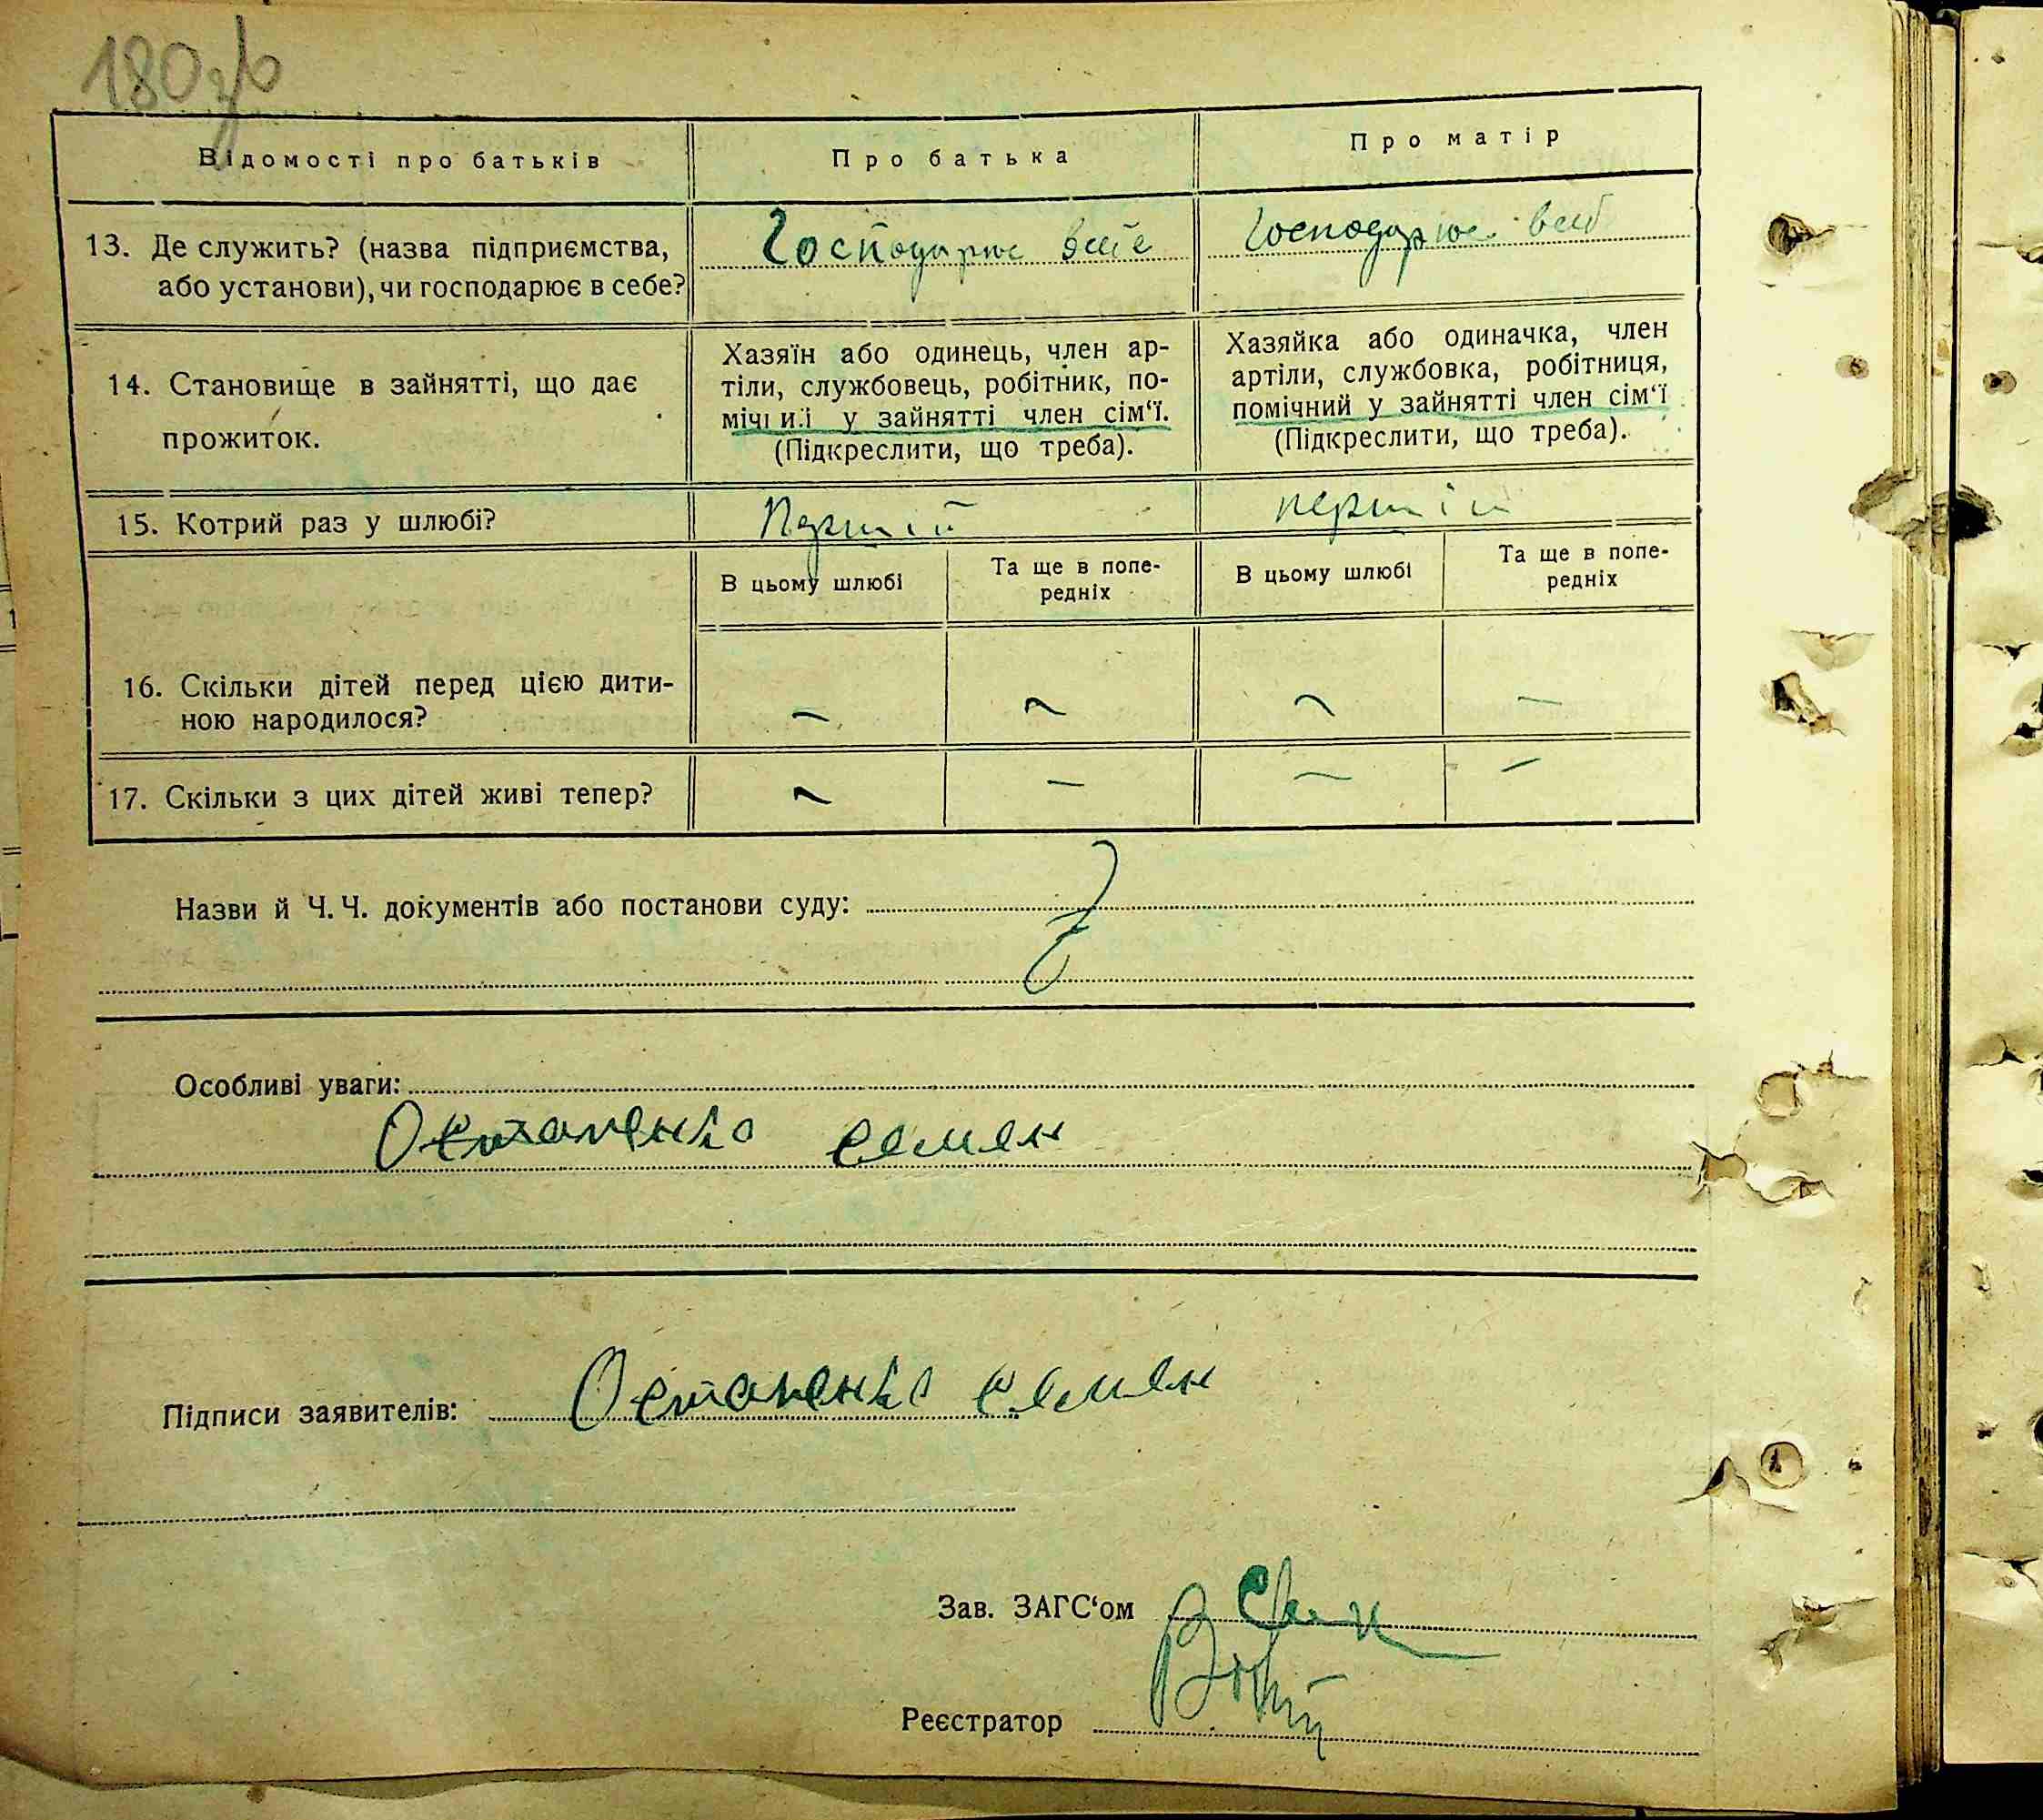 180зв
Відомості про батьків
Про батька
Про матір
13. Де служить? (назва підприємства,
або установи), чи господарює в себе?
Господарює в себе
Господарює в себ
14. Становище в зайнятті, що дає
прожиток.
Хазяїн або одинець, член ар-
тіли, службовець, робітник, по-
мічний у зайнятті член сім‘ї.
(Підкреслити, що треба).
Хазяйка або одиначка, член
артіли, службовка, робітниця,
помічний у зайнятті член сім‘ї
(Підкреслити, що треба).
15. Котрий раз у шлюбі?
Перший
перший
В цьому шлюбі
Та ще в попе-
редніх
В цьому шлюбі
Та ще в попе-
редніх
16. Скільки дітей перед цією дити-
ною народилося?
— — — —
17. Скільки з цих дітей живі тепер?
— — — —
Назви й Ч. Ч. документів або постанови суду:
Особливі уваги:
Остапенко Семен
Підписи заявителів: Остапенко Семен
Зав. ЗАГС‘ом
Реєстратор